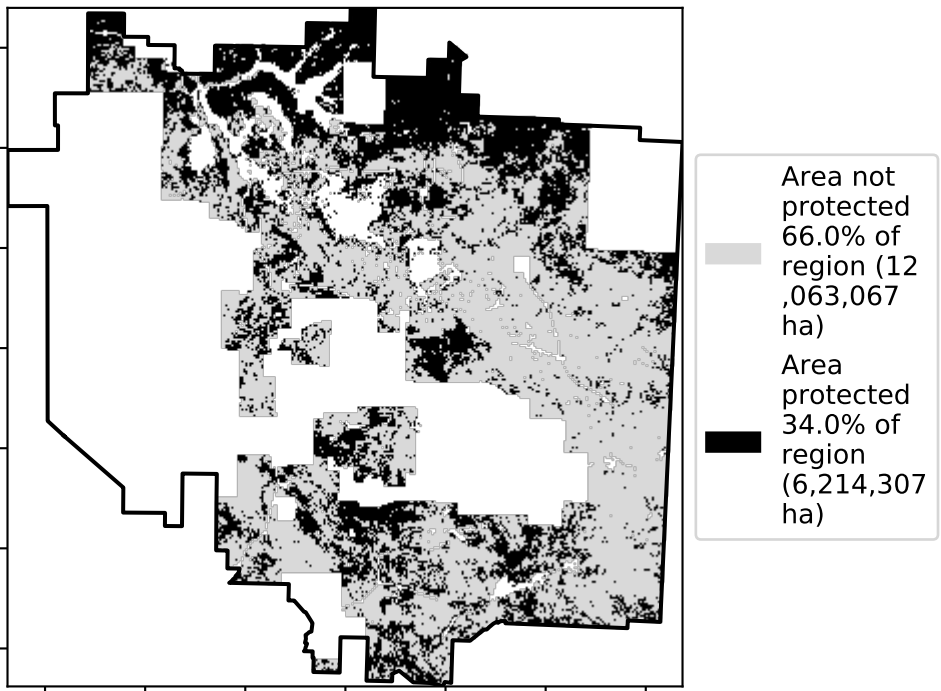 Area not
protected
66.0% of
region (12
,063,067
ha)
Area
protected
34.0% of
region
(6,214,307
ha)